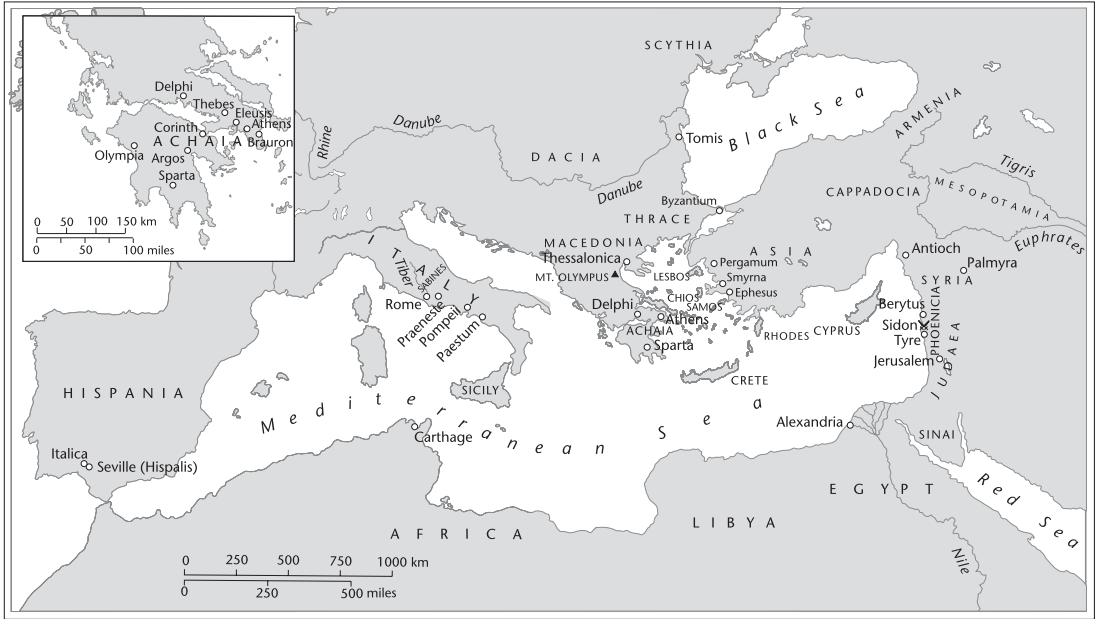 Delphi
Thebes
Eleusis
Corinth
Athens
ACHAIA
Brauron
Olympia
Argos
Sparta
0 50 100 150 km
0 50 100 miles
SCYTHIA
Rhine
Danube
DACIA
Tomis
Black Sea
ARMENIA
Danube
Byzantium
THRACE
CAPPADOCIA
Tigris
MESOPOTAMIA
Euphrates
ITALY
Tiber
SABINES
MACEDONIA
Thessalonica
MT. OLYMPUS
LESBOS
Pergamum
ASIA
Smyrna
Ephesus
Antioch
Palmyra
SYRIA
Rome
Praeneste
Pompeii
Paestum
Delphi
CHIOS
SAMOS
Athens
ACHAIA
Sparta
RHODES
CYPRUS
Berytus
Sidon
Tyre
PHOENICIA
Jerusalem
JUDAEA
HISPANIA
SICILY
CRETE
Mediterranean Sea
Carthage
Alexandria
SINAI
Italica
Seville (Hispalis)
EGYPT
Red Sea
AFRICA
LIBYA
Nile
0 250 500 750 1000 km
0 250 500 miles